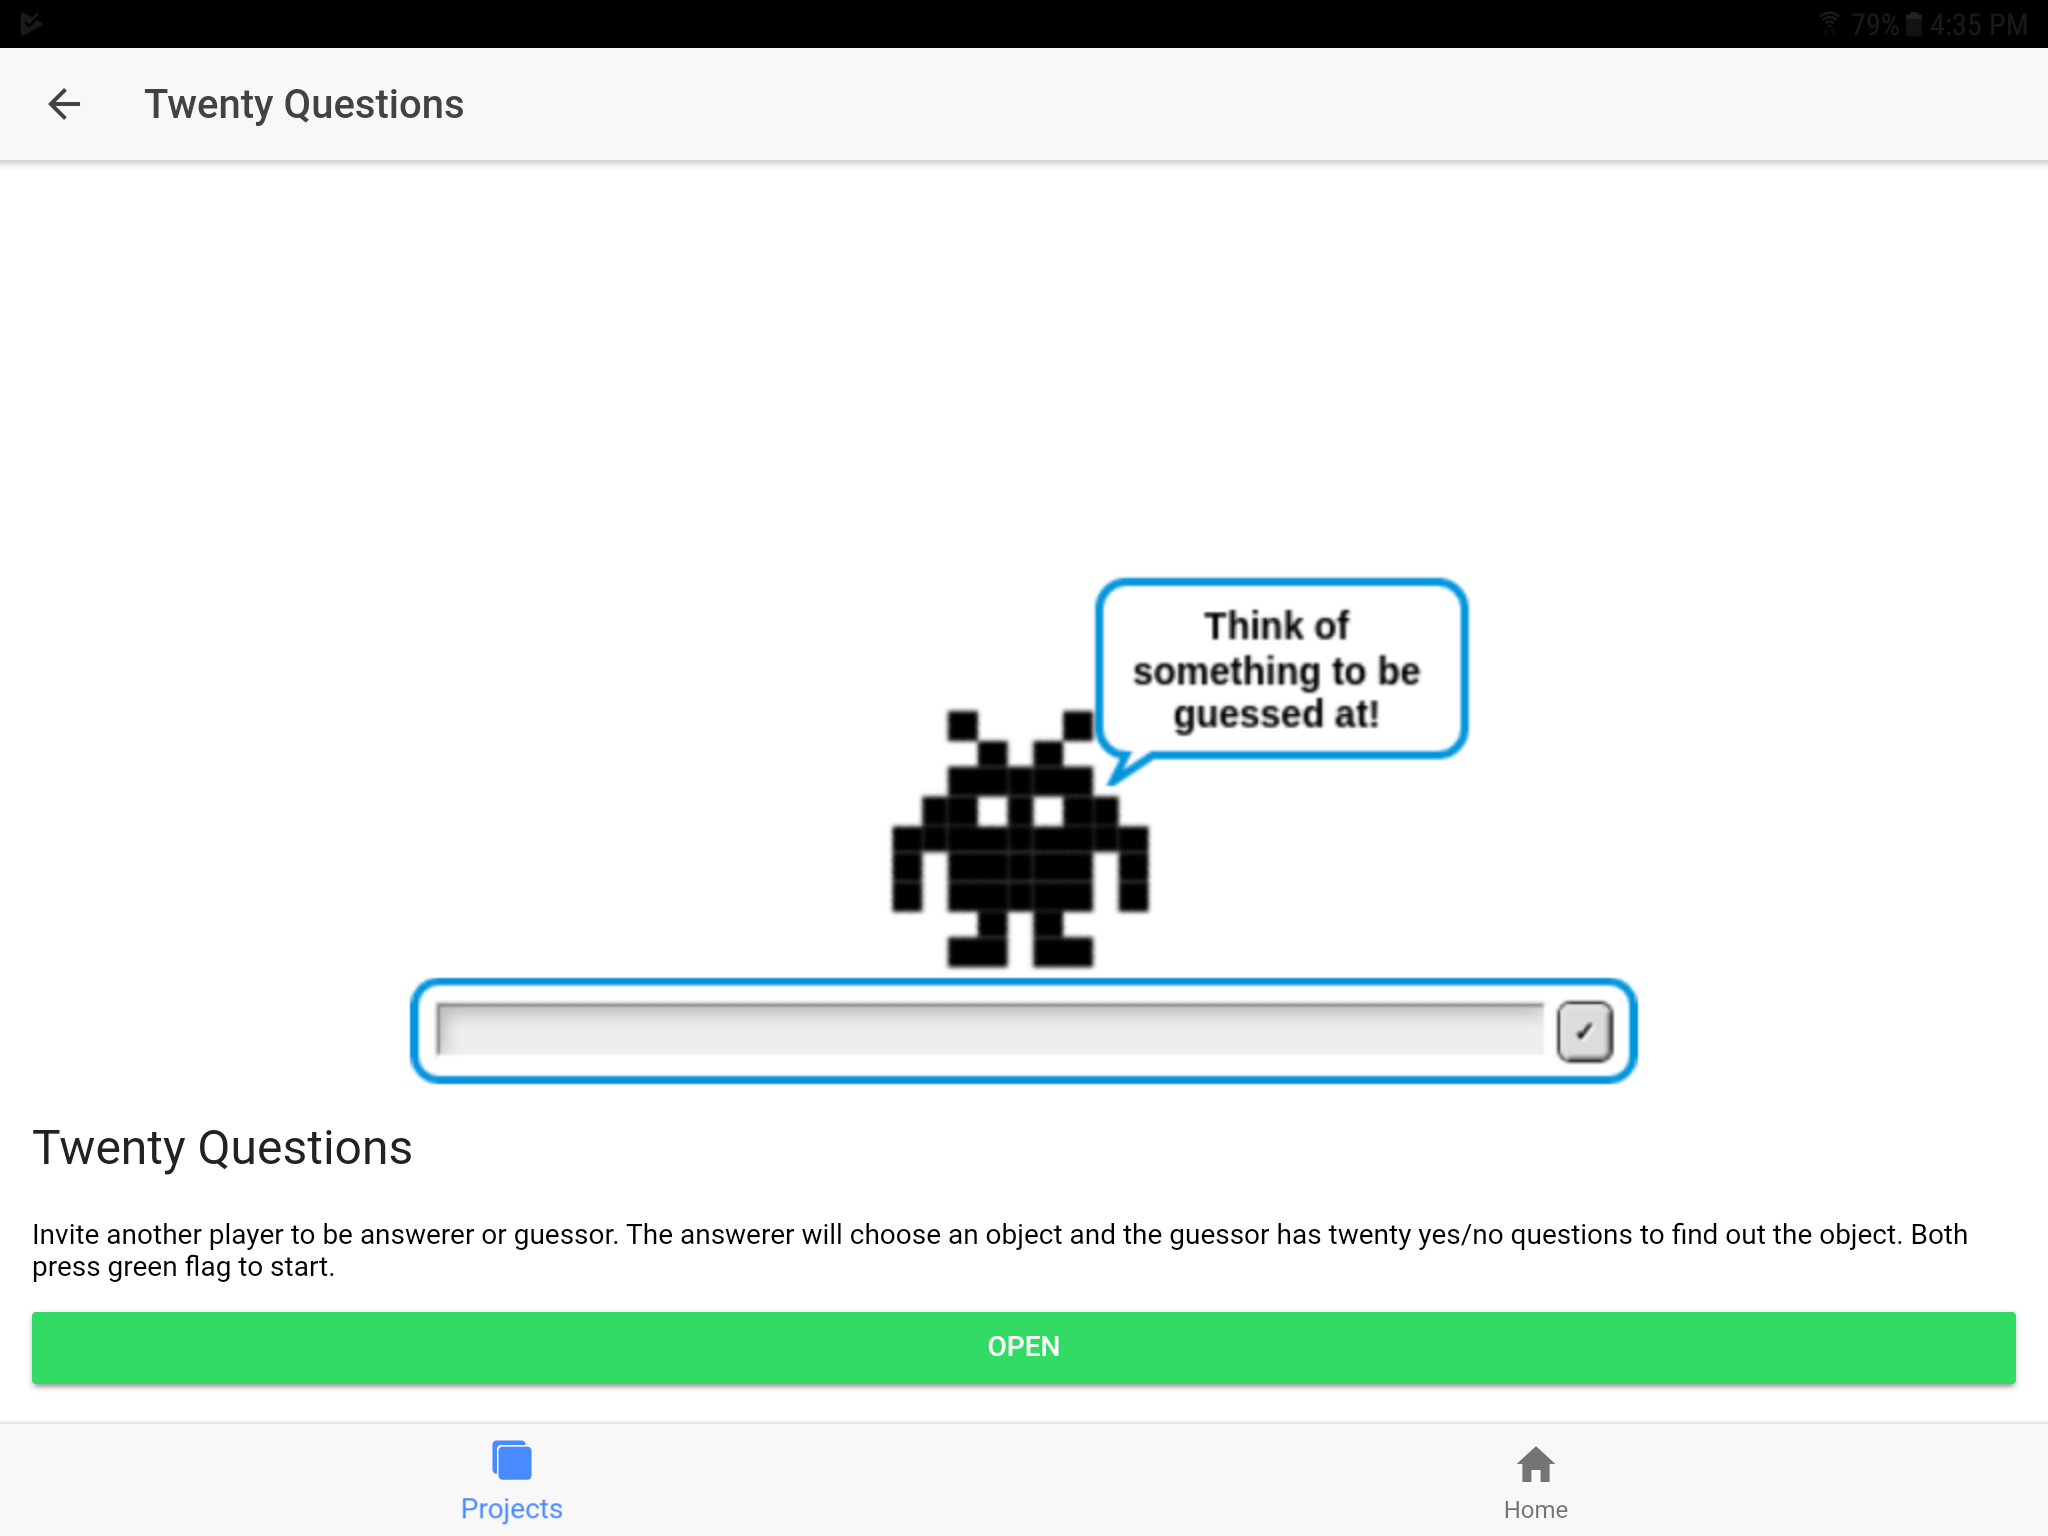 79% 4:35 PM
Twenty Questions
Think of
something to be
guessed at!
✓
Twenty Questions
Invite another player to be answerer or guessor. The answerer will choose an object and the guessor has twenty yes/no questions to find out the object. Both
press green flag to start.
OPEN
Projects
Home